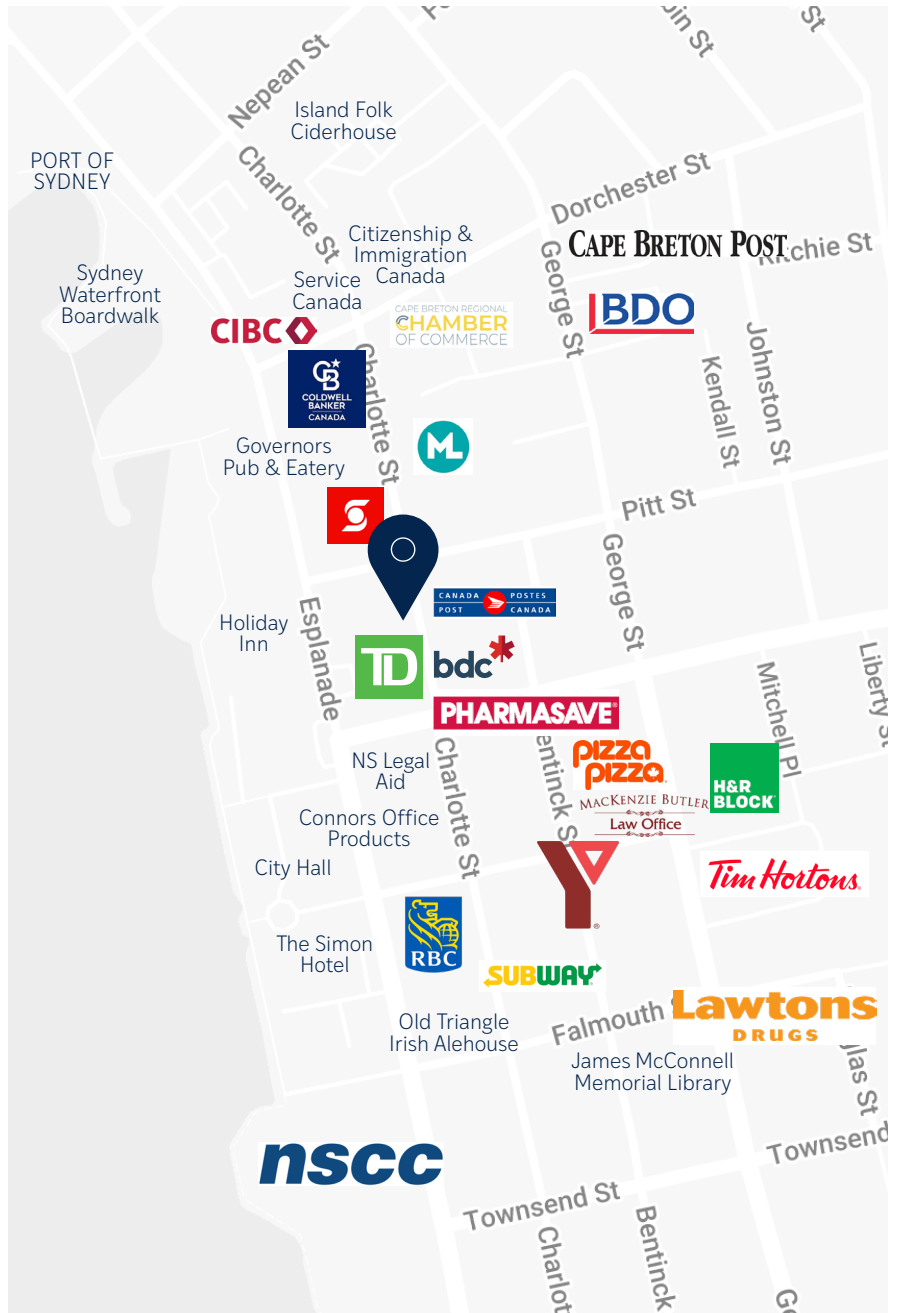 Nepean St
St
Island Folk
Ciderhouse
PORT OF
SYDNEY
Charlotte St
Dorchester St
Citizenship &
Immigration
Canada
CAPE BRETON POST
Sydney
Waterfront
Boardwalk
Service
Canada
George St
CIBC
CAPE BRETON REGIONAL
CHAMBER
OF COMMERCE
BDO
Johnston St
Kendall St
CB
COLDWELL
BANKER
CANADA
Charlotte St
Governors
Pub & Eatery
ML
S
Pitt St
George St
CANADA POSTES
POST CANADA
Holiday
Inn
Esplanade
TD
bdc
Liberty St
Mitchell Pl
PHARMASAVE®
NS Legal
Aid
Charlotte St
entinck St
pizza
pizza
H&R
BLOCK
MACKENZIE BUTLER
Law Office
Connors Office
Products
City Hall
Y®
Tim Hortons
RBC
The Simon
Hotel
SUBWAY
Lawtons
DRUGS
Falmouth
Old Triangle
Irish Alehouse
James McConnell
Memorial Library
glas St
nscc
Townsend
Townsend St
Charlot
Bentinck